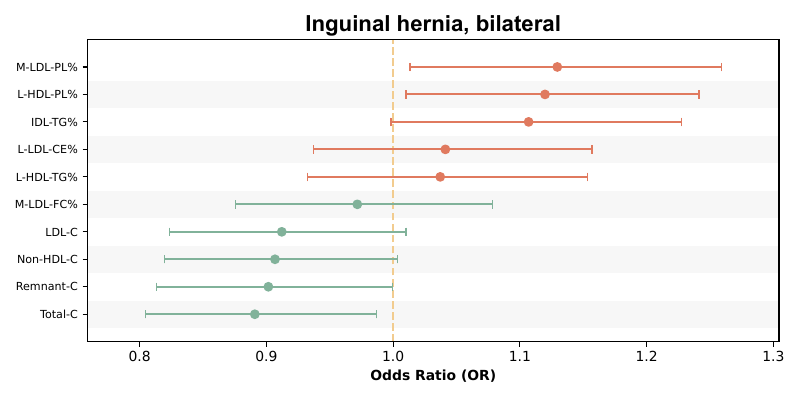 Inguinal hernia, bilateral
M-LDL-PL%
L-HDL-PL%
IDL-TG%
L-LDL-CE%
L-HDL-TG%
M-LDL-FC%
LDL-C
Non-HDL-C
Remnant-C
Total-C
0.8 0.9 1.0 1.1 1.2 1.3
Odds Ratio (OR)